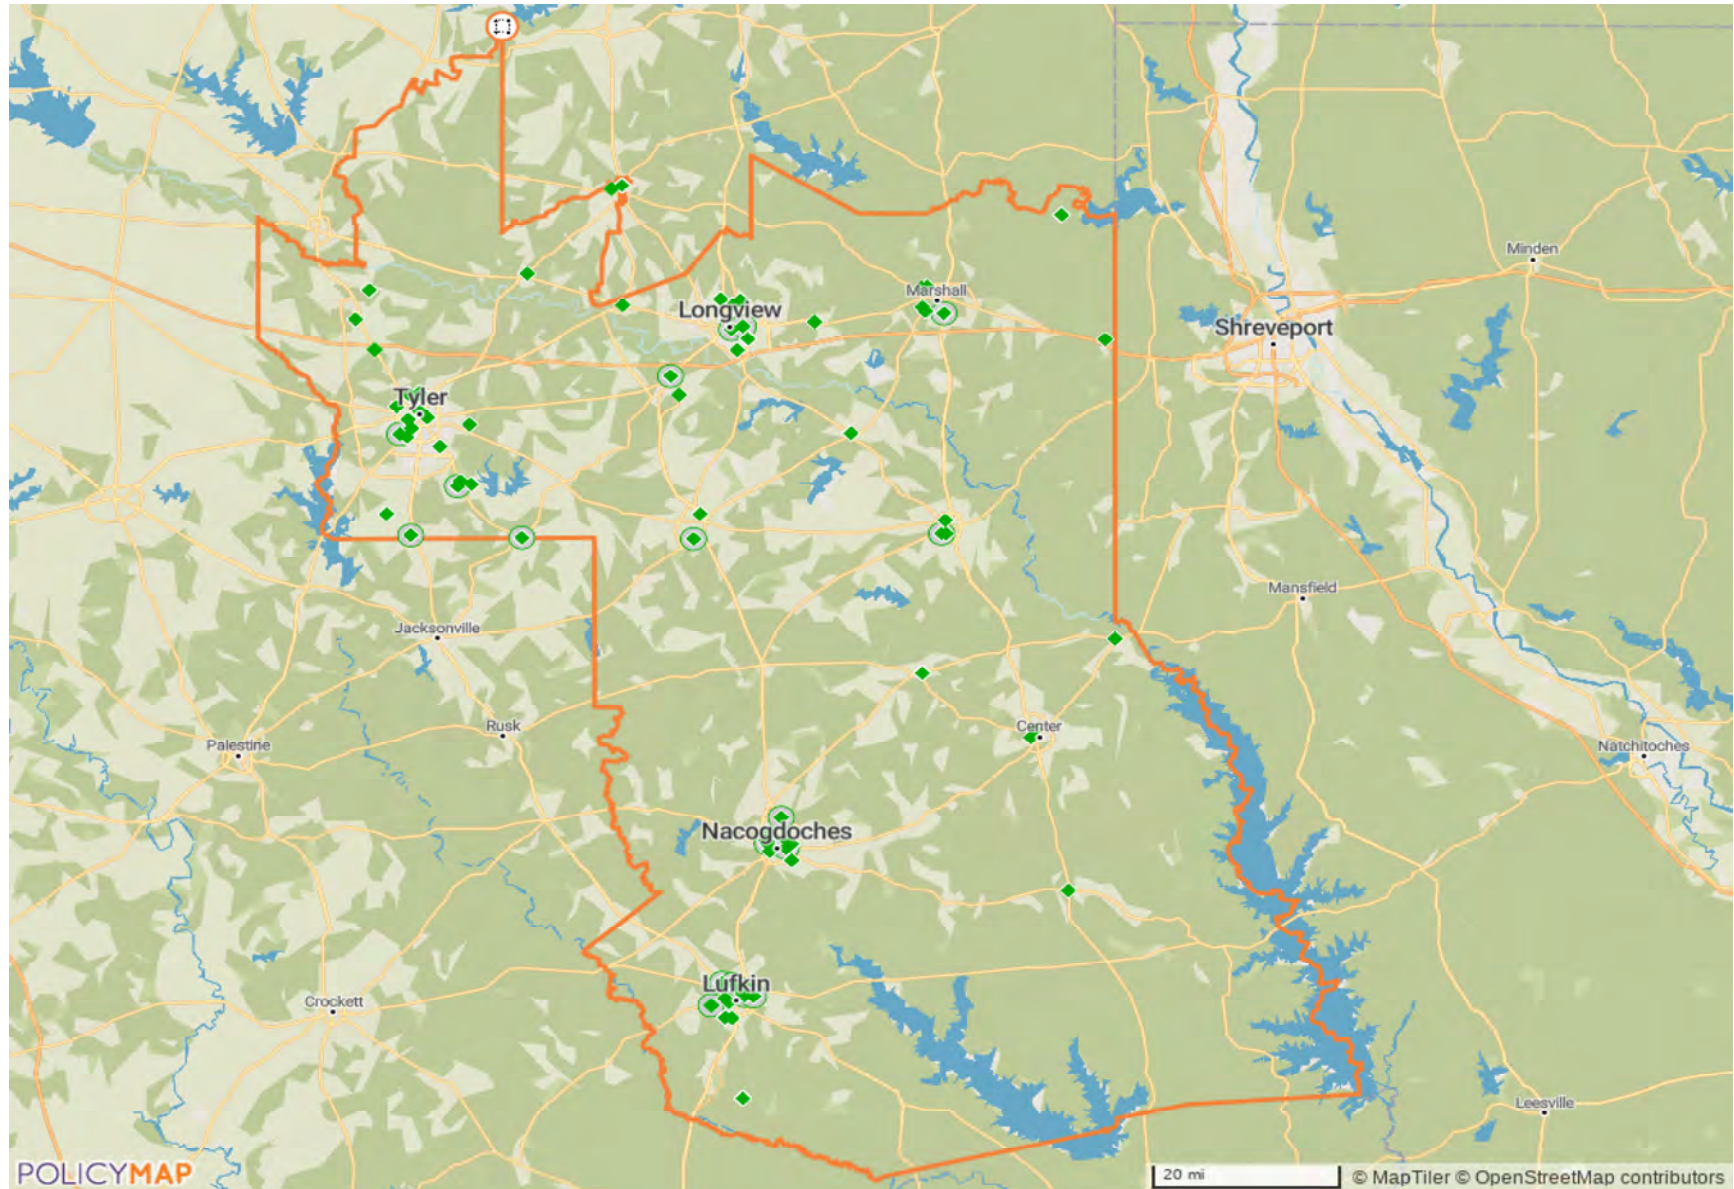 Minden
Marshall
Longview
Shreveport
Tyler
Mansfield
Jacksonville
Rusk
Center
Palestine
Natchitoches
Nacogdoches
Lufkin
Crockett
Leesville
POLICYMAP
20 mi
© MapTiler © OpenStreetMap contributors